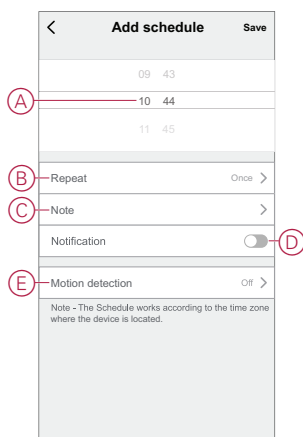 Add schedule Save
09 43
A 10 44
11 45
B Repeat Once
C Note
Notification D
E Motion detection Off
Note - The Schedule works according to the time zone
where the device is located.